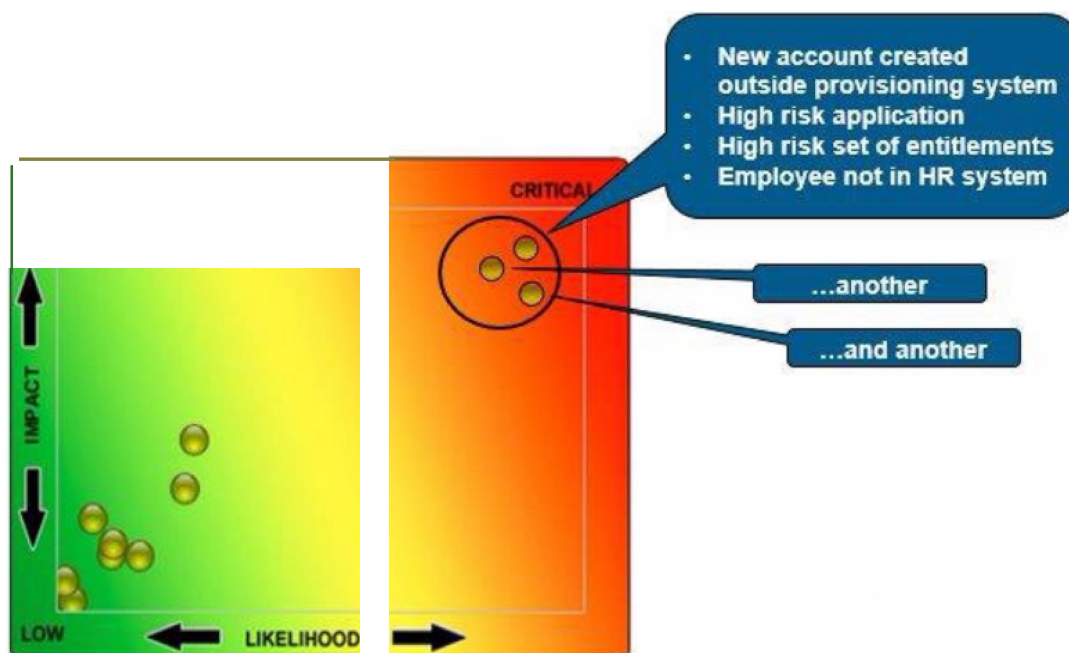 • New account created
outside provisioning system
• High risk application
• High risk set of entitlements
• Employee not in HR system
CRITICAL
...another
...and another
IMPACT
LOW
LIKELIHOOD